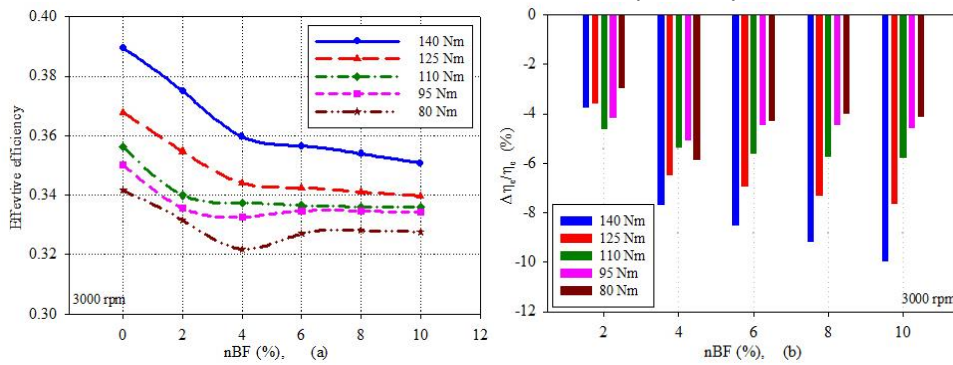 0.40
0.38
0.36
0.34
0.32
0.30
Effective efficiency
140 Nm
125 Nm
110 Nm
95 Nm
80 Nm
3000 rpm
0 2 4 6 8 10 12
nBF (%), (a)
0
-2
-4
-6
-8
-10
-12
Δηe/ηe (%)
140 Nm
125 Nm
110 Nm
95 Nm
80 Nm
3000 rpm
2 4 6 8 10
nBF (%), (b)